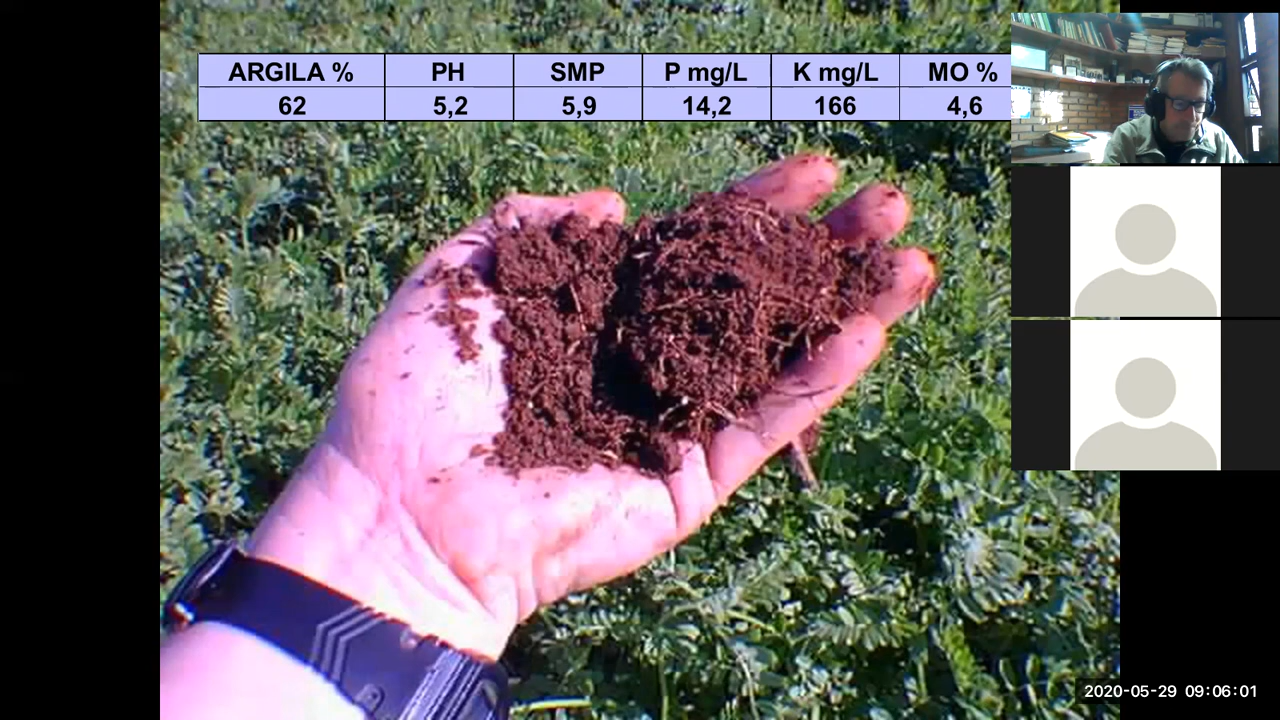 ARGILA % PH SMP P mg/L K mg/L MO %
62 5,2 5,9 14,2 166 4,6
2020-05-29 09:06:01